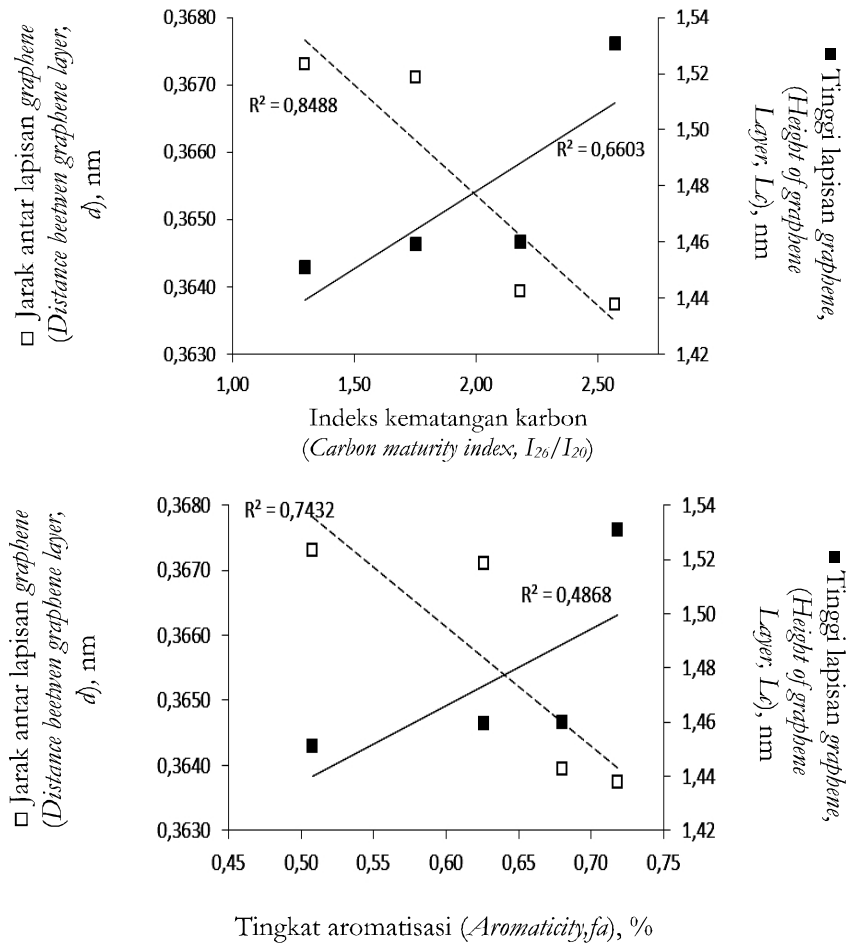 □ Jarak antar lapisan graphene
(Distance beetwen graphene layer,
d), nm
0,3680
0,3670
0,3660
0,3650
0,3640
0,3630
R² = 0,8488
R² = 0,6603
1,54
1,52
1,50
1,48
1,46
1,44
1,42
■ Tinggi lapisan graphene,
(Height of graphene
Layer, Lc), nm
1,00 1,50 2,00 2,50
Indeks kematangan karbon
(Carbon maturity index, I₂₆/I₂₀)
□ Jarak antar lapisan graphene
(Distance beetwen graphene layer,
d), nm
0,3680
0,3670
0,3660
0,3650
0,3640
0,3630
R² = 0,7432
R² = 0,4868
1,54
1,52
1,50
1,48
1,46
1,44
1,42
■ Tinggi lapisan graphene,
(Height of graphene
Layer, Lc), nm
0,45 0,50 0,55 0,60 0,65 0,70 0,75
Tingkat aromatisasi (Aromaticity,fa), %